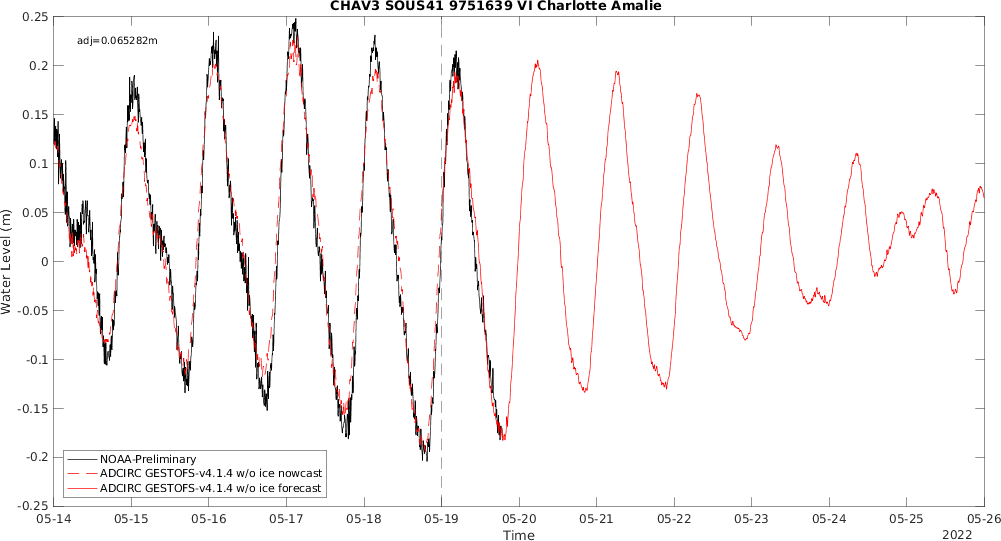 CHAV3 SOUS41 9751639 VI Charlotte Amalie
adj=0.065282m
0.25
0.2
0.15
0.1
0.05
0
-0.05
-0.1
-0.15
-0.2
-0.25
Water Level (m)
NOAA-Preliminary
ADCIRC GESTOFS-v4.1.4 w/o ice nowcast
ADCIRC GESTOFS-v4.1.4 w/o ice forecast
05-14 05-15 05-16 05-17 05-18 05-19 05-20 05-21 05-22 05-23 05-24 05-25 05-26
Time
2022